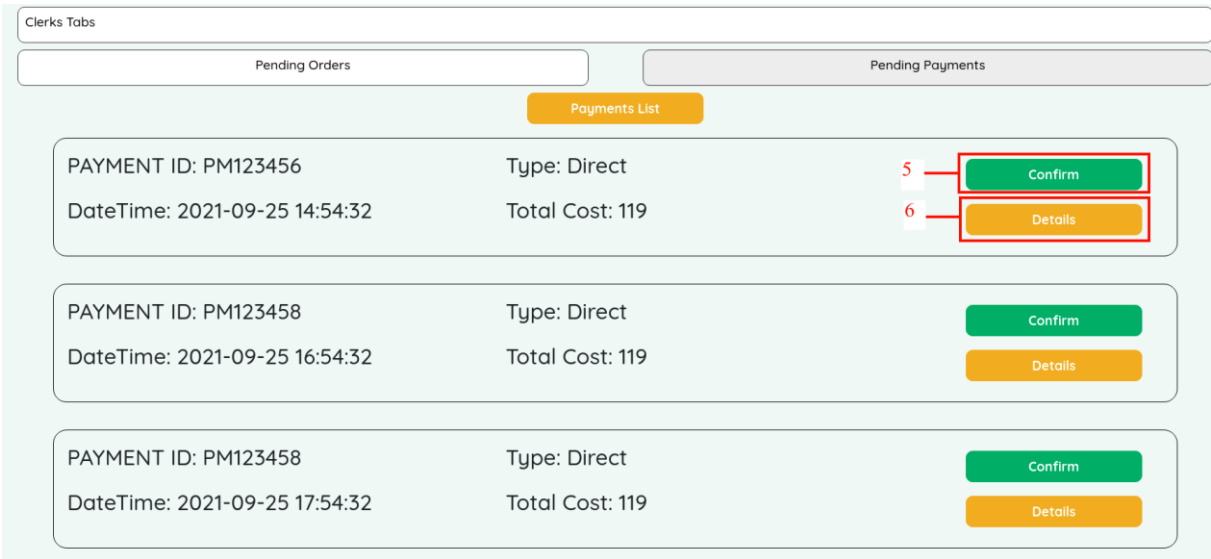 Clerks Tabs
Pending Orders Pending Payments
Payments List
PAYMENT ID: PM123456 Type: Direct 5 Confirm
DateTime: 2021-09-25 14:54:32 Total Cost: 119 6 Details
PAYMENT ID: PM123458 Type: Direct Confirm
DateTime: 2021-09-25 16:54:32 Total Cost: 119 Details
PAYMENT ID: PM123458 Type: Direct Confirm
DateTime: 2021-09-25 17:54:32 Total Cost: 119 Details